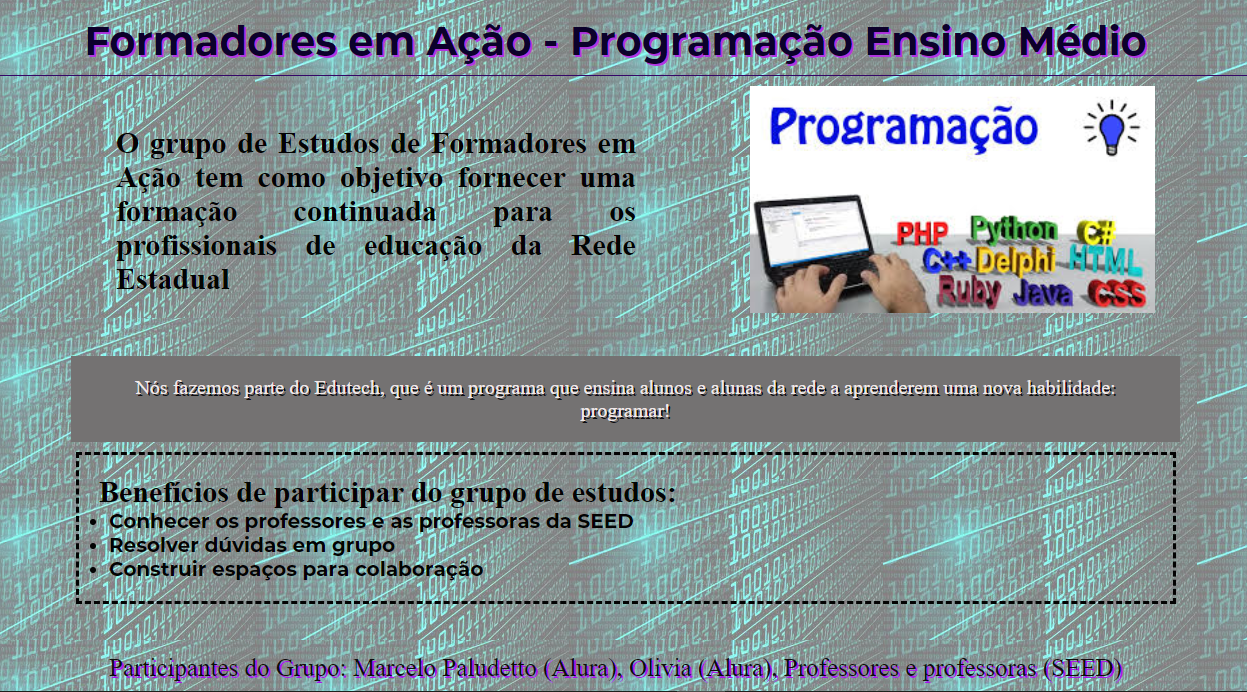 Formadores em Ação - Programação Ensino Médio
O grupo de Estudos de Formadores em
Ação tem como objetivo fornecer uma
formação continuada para os
profissionais de educação da Rede
Estadual
Programação
PHP Python C#
C++ Delphi HTML
Ruby Java CSS
Nós fazemos parte do Edutech, que é um programa que ensina alunos e alunas da rede a aprenderem uma nova habilidade:
programar!
Benefícios de participar do grupo de estudos:
• Conhecer os professores e as professoras da SEED
• Resolver dúvidas em grupo
• Construir espaços para colaboração
Participantes do Grupo: Marcelo Paludetto (Alura), Olivia (Alura), Professores e professoras (SEED)